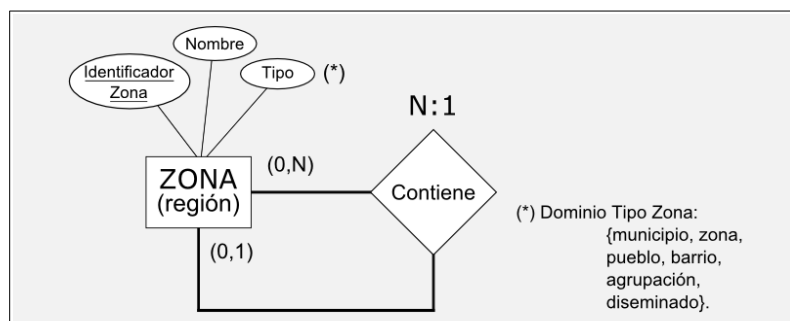 Nombre
Identificador
Zona
Tipo
(*)
N:1
ZONA
(región)
(0,N)
Contiene
(0,1)
(*) Dominio Tipo Zona:
{municipio, zona,
pueblo, barrio,
agrupación,
diseminado}.